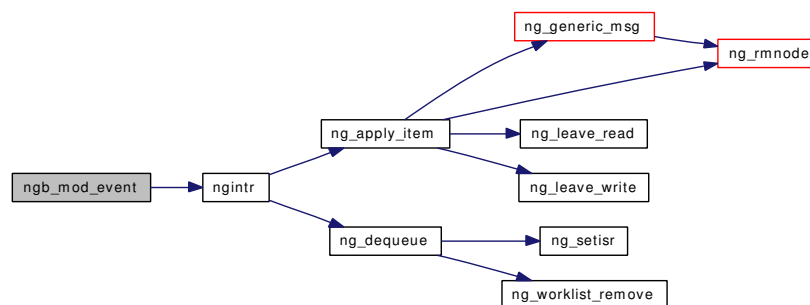 ng_generic_msg
ng_rmnode
ng_apply_item
ng_leave_read
ngb_mod_event
ngintr
ng_leave_write
ng_dequeue
ng_setisr
ng_worklist_remove